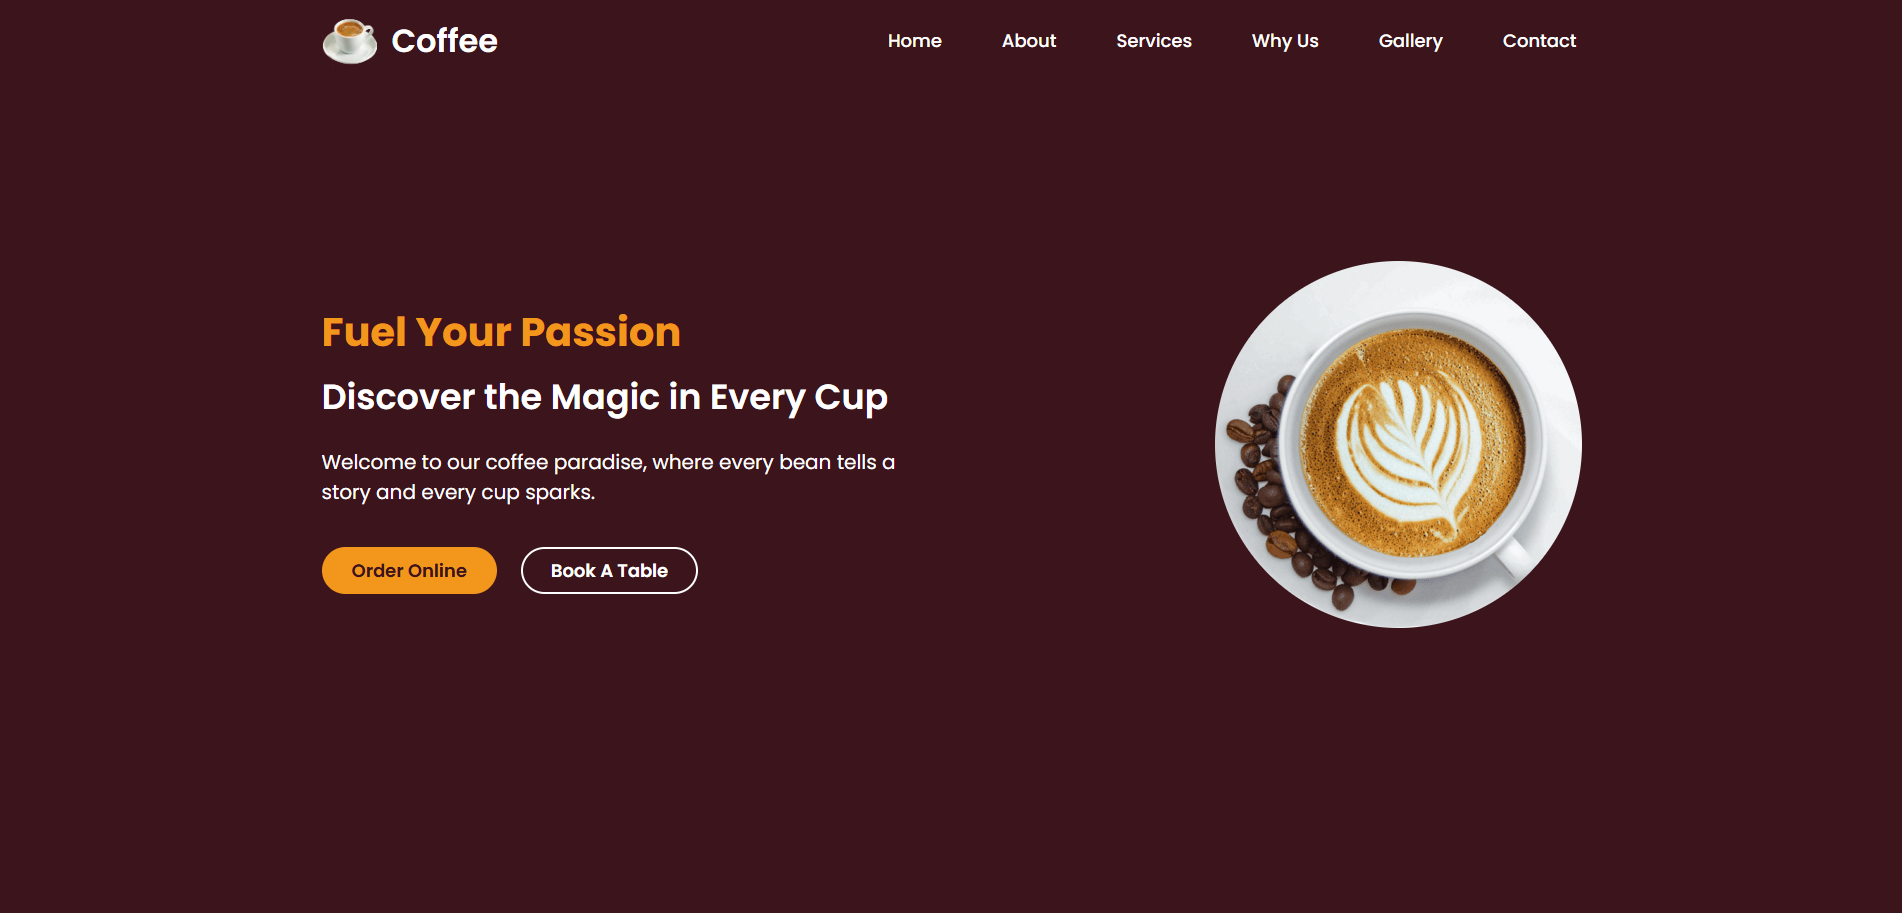 Coffee
Home About Services Why Us Gallery Contact
Fuel Your Passion
Discover the Magic in Every Cup
Welcome to our coffee paradise, where every bean tells a
story and every cup sparks.
Order Online Book A Table